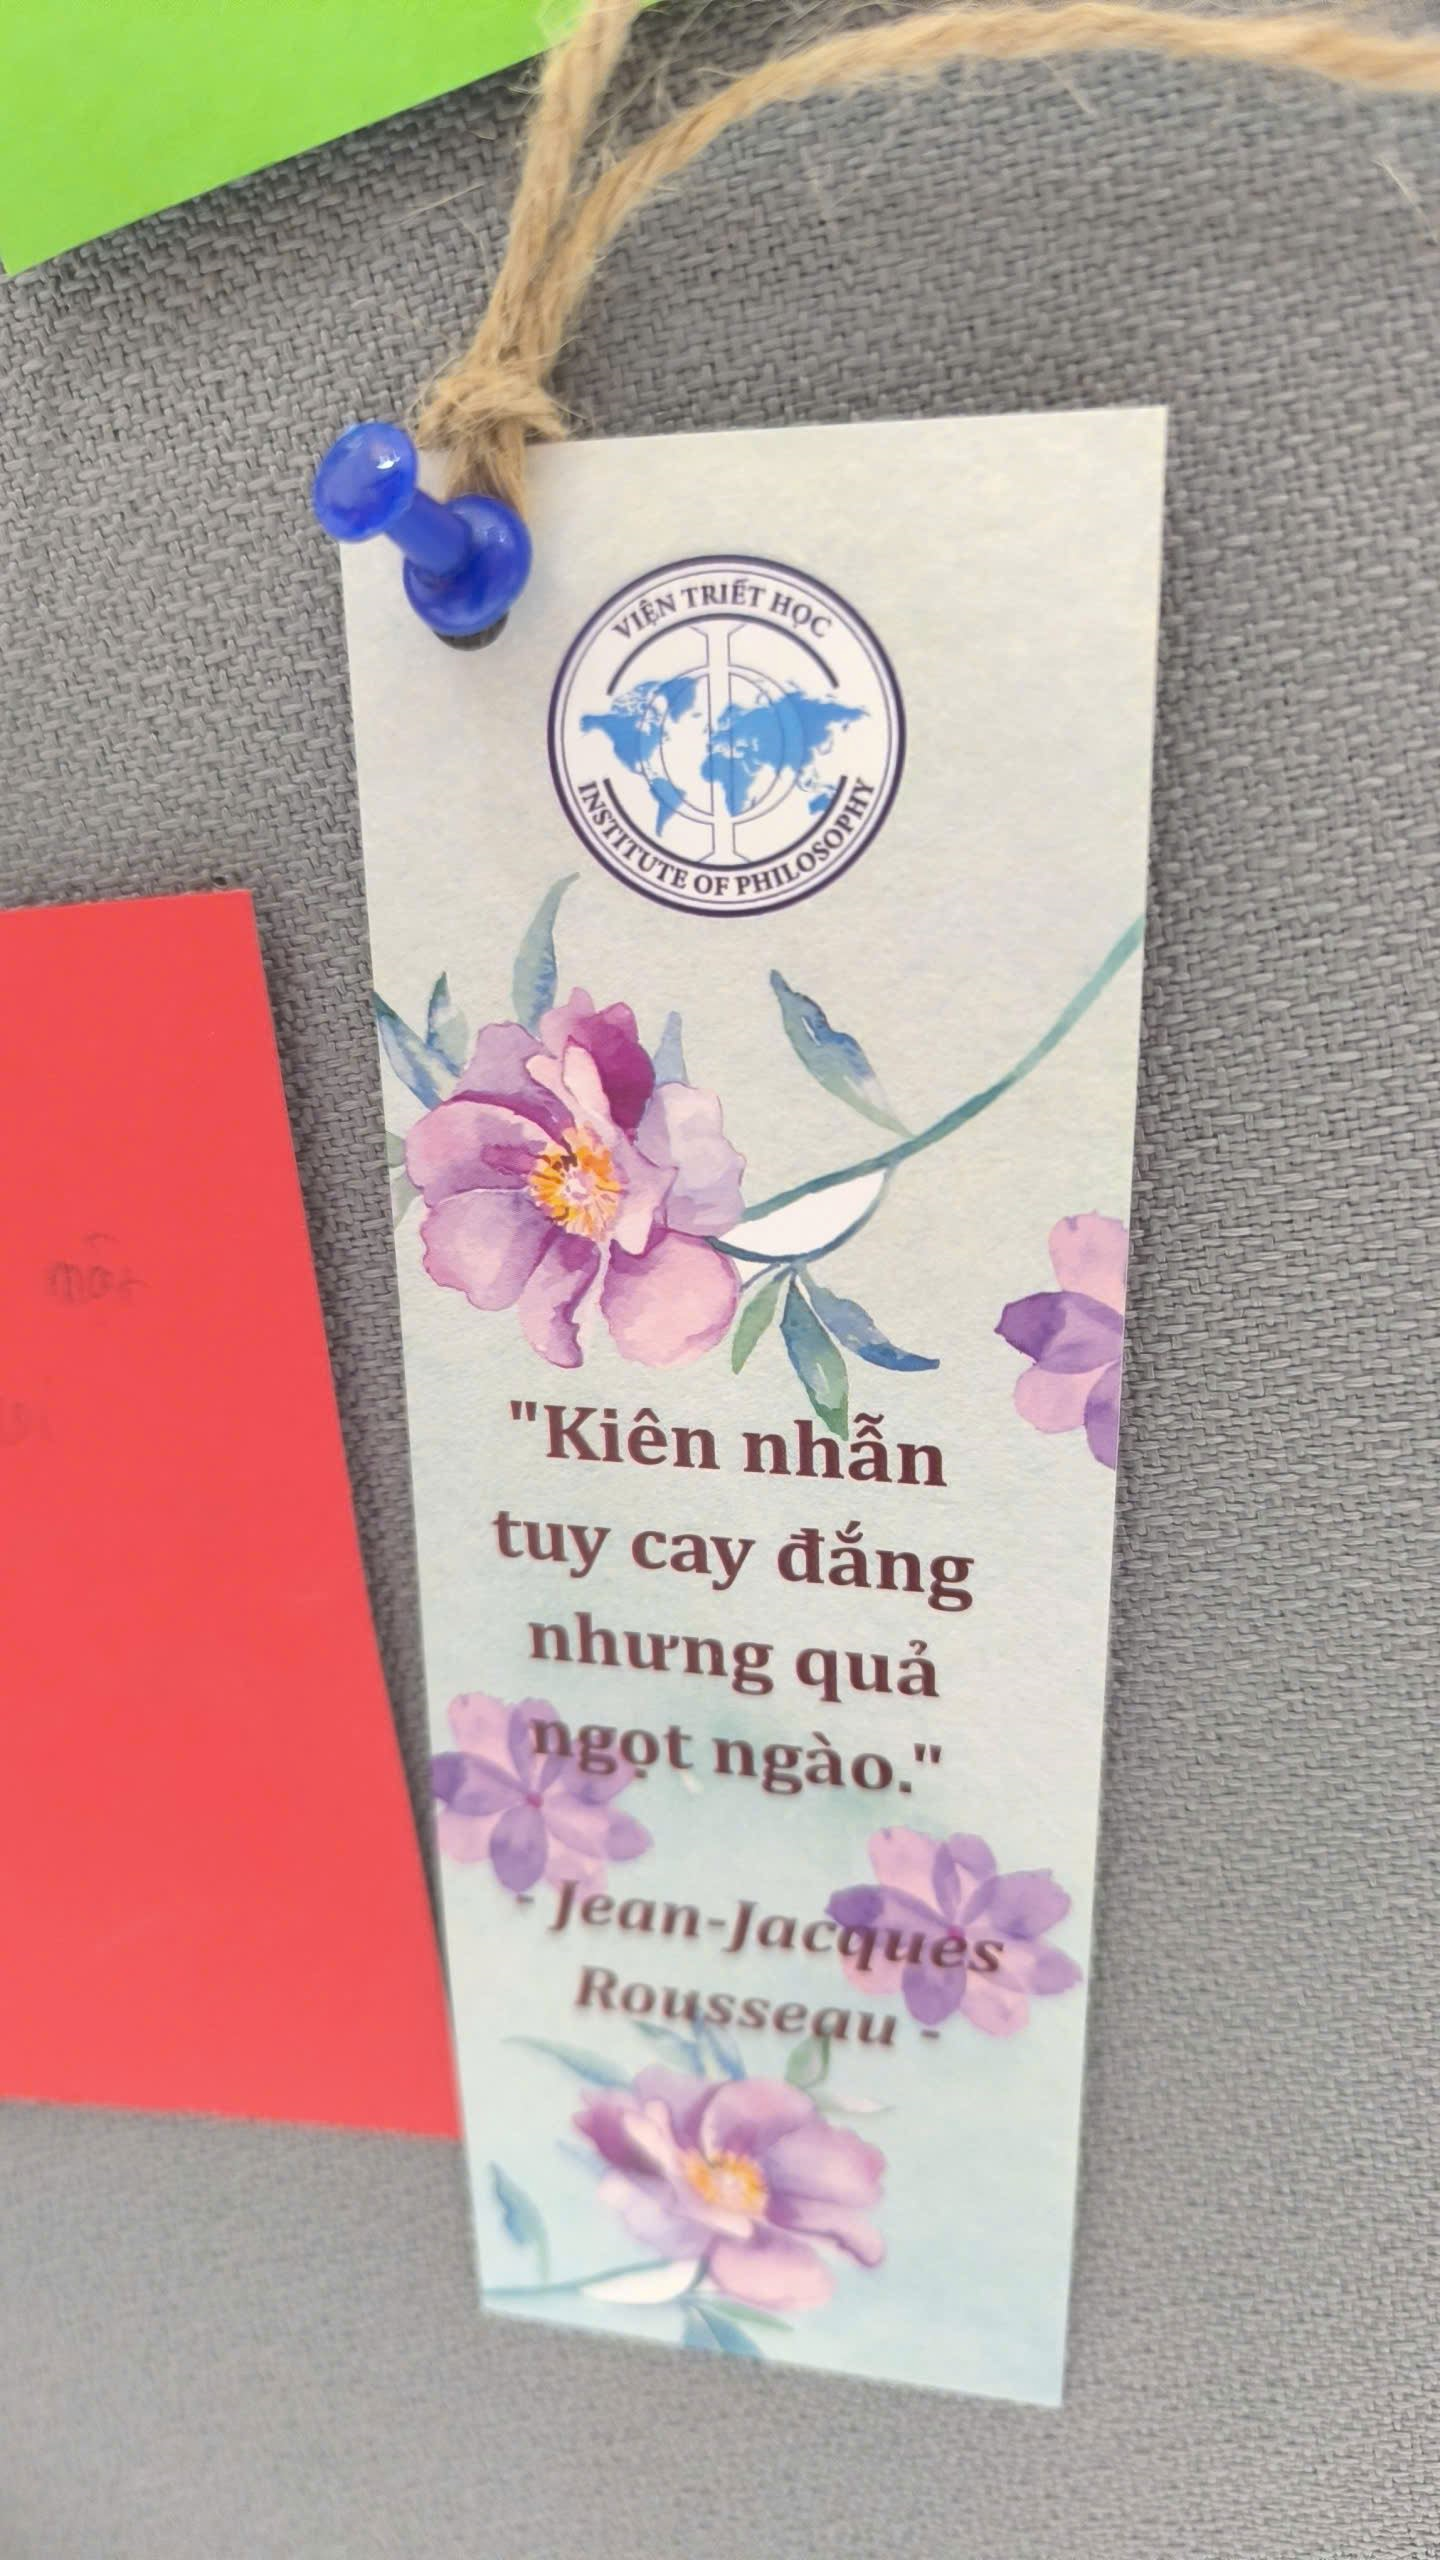 VIỆN TRIẾT HỌC
INSTITUTE OF PHILOSOPHY
"Kiên nhẫn
tuy cay đắng
nhưng quả
ngọt ngào."
- Jean-Jacques
Rousseau -